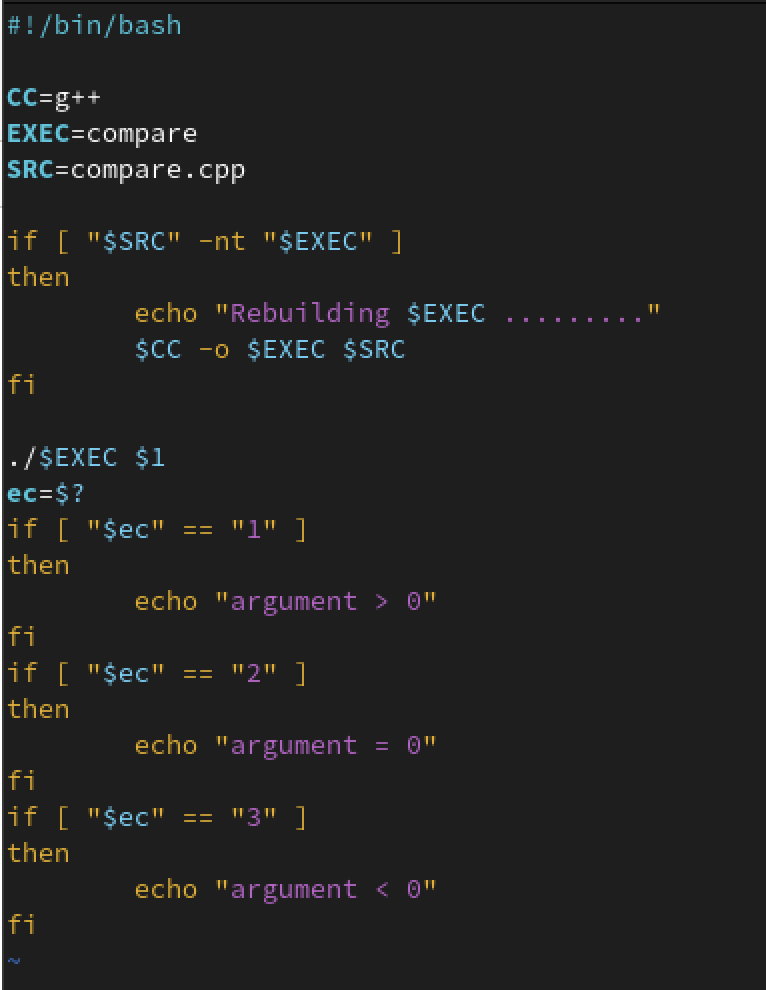 #!/bin/bash

CC=g++
EXEC=compare
SRC=compare.cpp

if [ "$SRC" -nt "$EXEC" ]
then
        echo "Rebuilding $EXEC ........."
        $CC -o $EXEC $SRC
fi

./$EXEC $1
ec=$?
if [ "$ec" == "1" ]
then
        echo "argument > 0"
fi
if [ "$ec" == "2" ]
then
        echo "argument = 0"
fi
if [ "$ec" == "3" ]
then
        echo "argument < 0"
fi
~